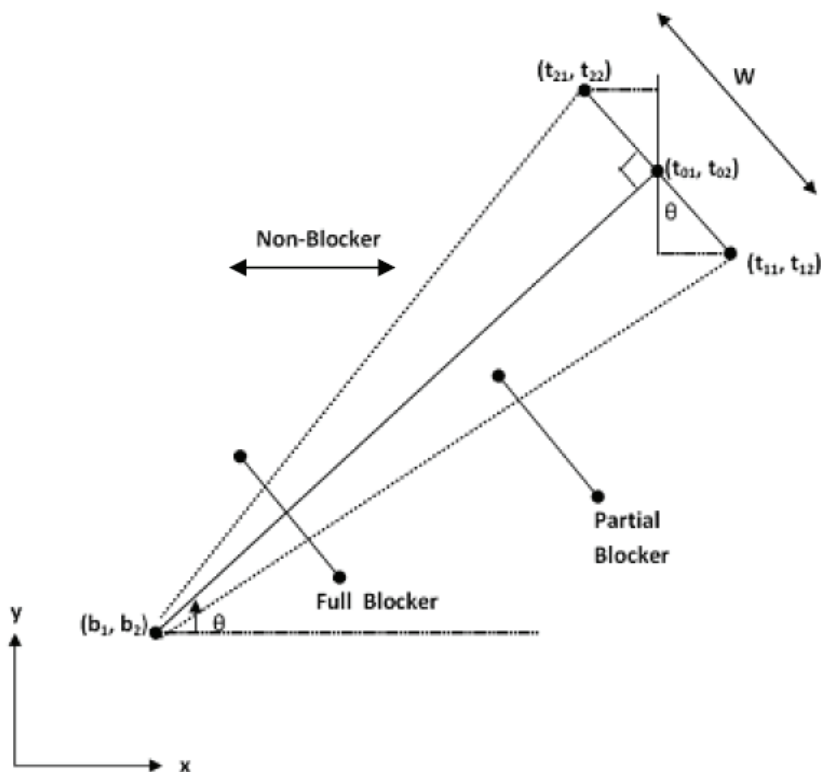 (t₂₁, t₂₂)
W
(t₀₁, t₀₂)
θ
Non-Blocker
(t₁₁, t₁₂)
Partial
Blocker
Full Blocker
y
(b₁, b₂)
θ
x